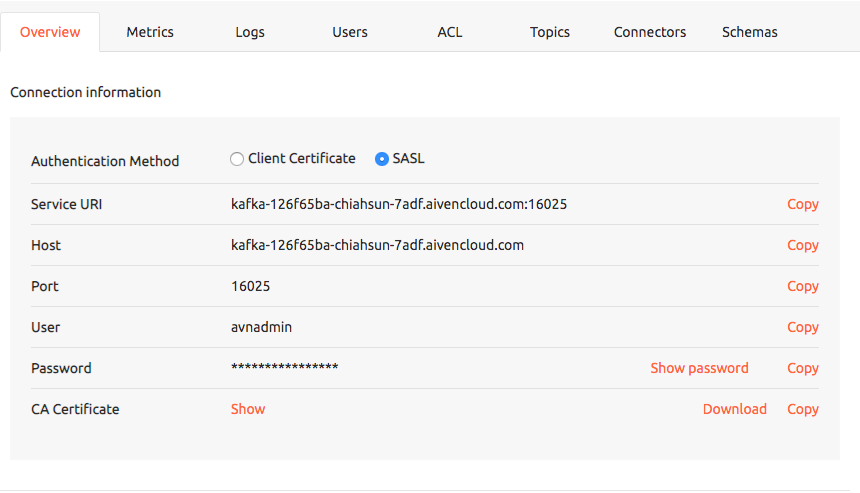 Overview Metrics Logs Users ACL Topics Connectors Schemas
Connection information
Authentication Method Client Certificate SASL
Service URI kafka-126f65ba-chiahsun-7adf.aivencloud.com:16025 Copy
Host kafka-126f65ba-chiahsun-7adf.aivencloud.com Copy
Port 16025 Copy
User avnadmin Copy
Password **************** Show password Copy
CA Certificate Show Download Copy